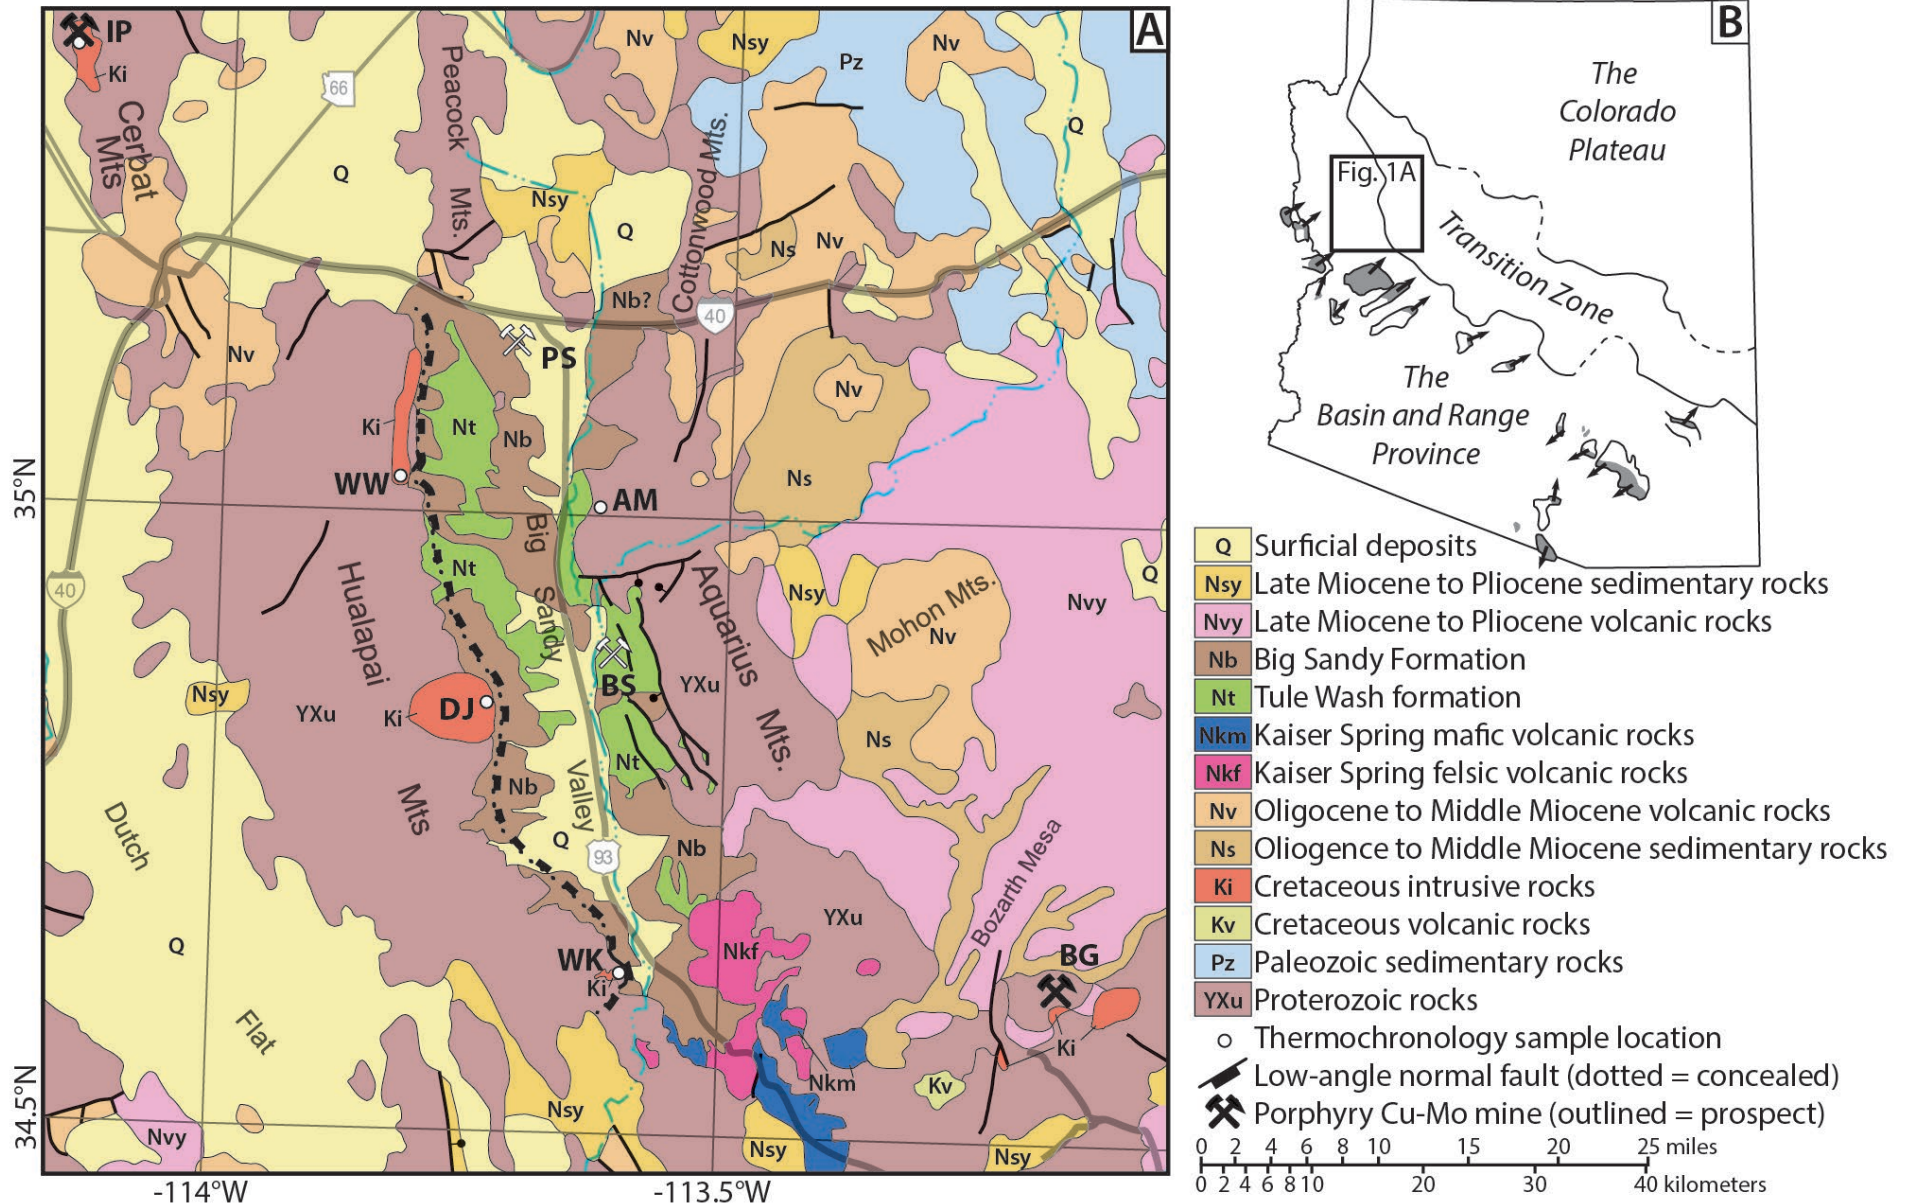 A
IP
Ki
Cerbat
Mts
66
Peacock
Mts.
Nv
Nsy
Pz
Nv
Q
Q
Nsy
Q
Cottonwood Mts.
Ns
Nv
Nb?
40
Nv
PS
Nv
Ki
Nt
Nb
WW
Ns
AM
35°N
Big
Sandy
Valley
Nt
40
Hualapai
Mts
Aquarius
Mts.
Nsy
Mohon Mts.
Nv
Nvy
Q
BS
YXu
Nsy
YXu
Ki
DJ
Ns
Nt
Nb
Dutch
Flat
Q
93
Nb
Bozarth Mesa
YXu
Q
Nkf
WK
Ki
BG
Ki
Nkm
Kv
34.5°N
Nsy
Nvy
Nsy
Nsy
-114°W
-113.5°W
B
The
Colorado
Plateau
Fig. 1A
Transition Zone
The
Basin and Range
Province
Q Surficial deposits
Nsy Late Miocene to Pliocene sedimentary rocks
Nvy Late Miocene to Pliocene volcanic rocks
Nb Big Sandy Formation
Nt Tule Wash formation
Nkm Kaiser Spring mafic volcanic rocks
Nkf Kaiser Spring felsic volcanic rocks
Nv Oligocene to Middle Miocene volcanic rocks
Ns Oliogence to Middle Miocene sedimentary rocks
Ki Cretaceous intrusive rocks
Kv Cretaceous volcanic rocks
Pz Paleozoic sedimentary rocks
YXu Proterozoic rocks
Thermochronology sample location
Low-angle normal fault (dotted = concealed)
Porphyry Cu-Mo mine (outlined = prospect)
0 2 4 6 8 10 15 20 25 miles
0 2 4 6 8 10 20 30 40 kilometers